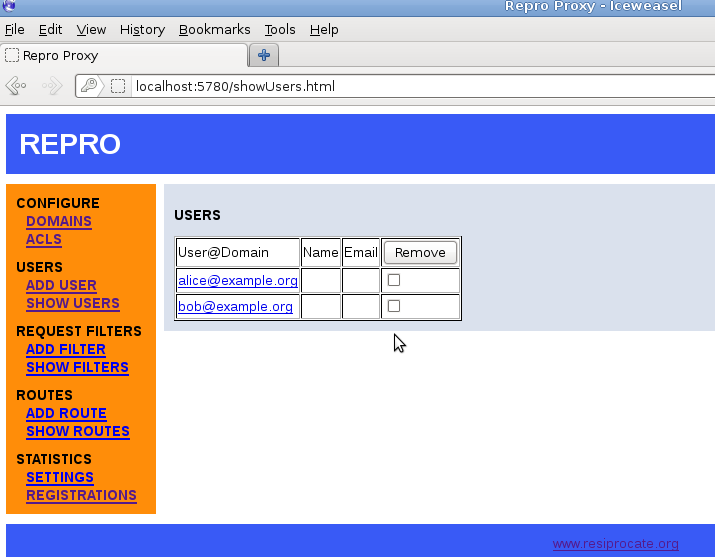 Repro Proxy - Iceweasel
File Edit View History Bookmarks Tools Help
Repro Proxy
localhost:5780/showUsers.html
REPRO
CONFIGURE
DOMAINS
ACLS
USERS
ADD USER
SHOW USERS
REQUEST FILTERS
ADD FILTER
SHOW FILTERS
ROUTES
ADD ROUTE
SHOW ROUTES
STATISTICS
SETTINGS
REGISTRATIONS
USERS
User@Domain Name Email Remove
alice@example.org
bob@example.org
www.resiprocate.org